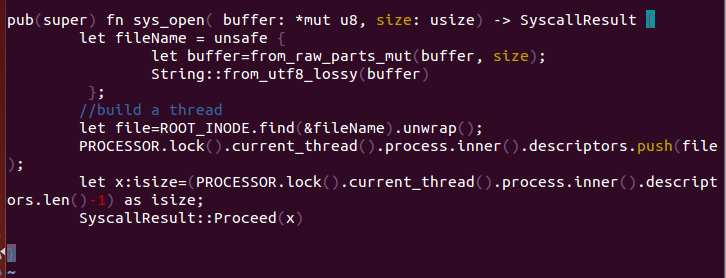 pub(super) fn sys_open( buffer: *mut u8, size: usize) -> SyscallResult {
        let fileName = unsafe {
                let buffer=from_raw_parts_mut(buffer, size);
                String::from_utf8_lossy(buffer)
         };
        //build a thread
        let file=ROOT_INODE.find(&fileName).unwrap();
        PROCESSOR.lock().current_thread().process.inner().descriptors.push(file
);
        let x:isize=(PROCESSOR.lock().current_thread().process.inner().descript
ors.len()-1) as isize;
        SyscallResult::Proceed(x)
}
~